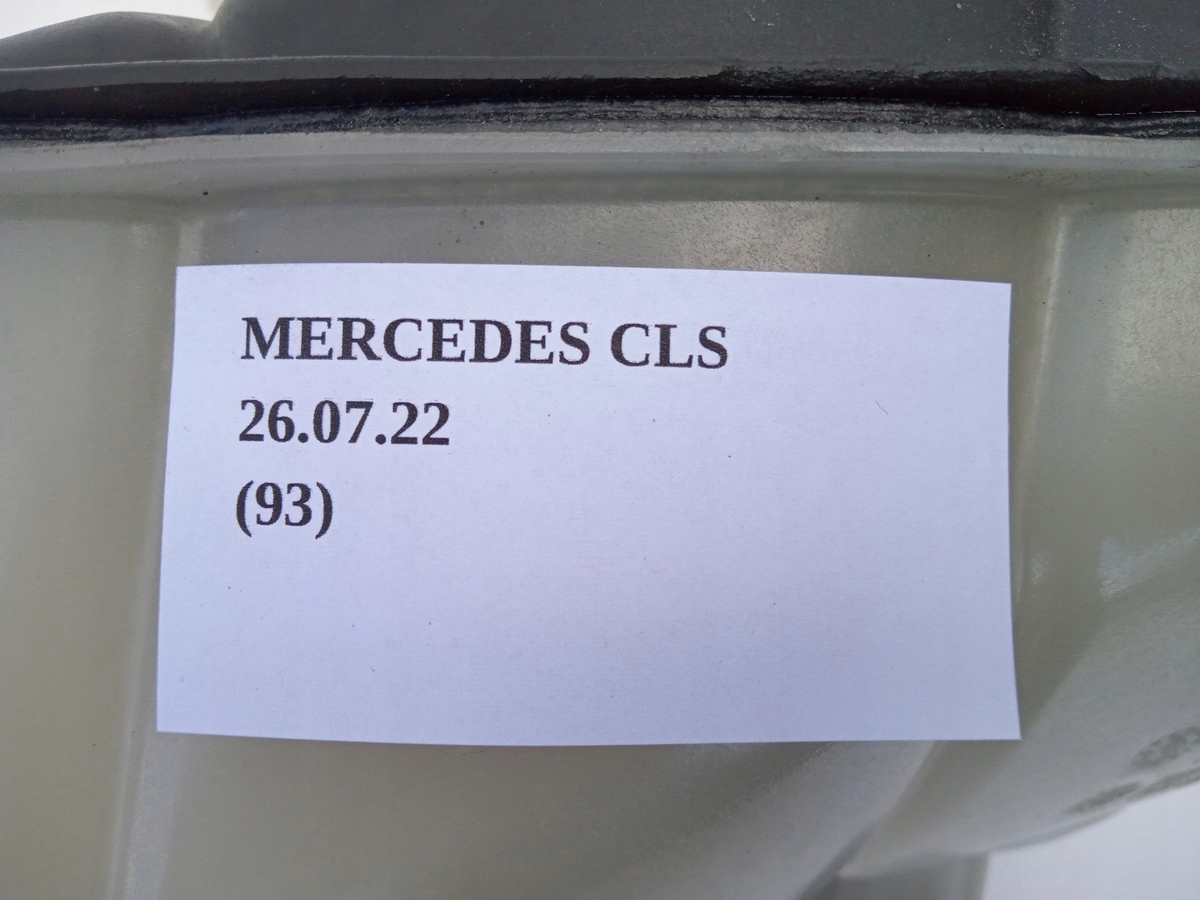 MERCEDES CLS
26.07.22
(93)